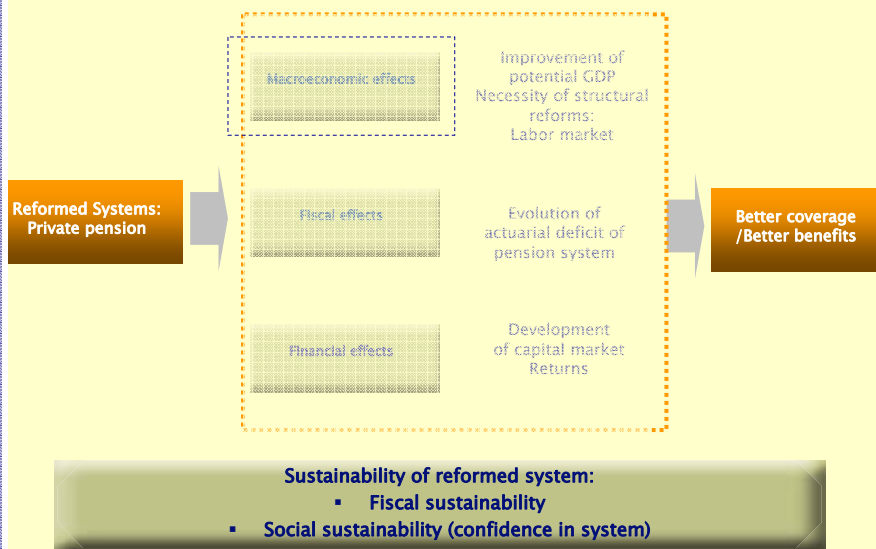 Macroeconomic effects
Improvement of
potential GDP
Necessity of structural
reforms:
Labor market
Reformed Systems:
Private pension
Fiscal effects
Evolution of
actuarial deficit of
pension system
Better coverage
/Better benefits
Financial effects
Development
of capital market
Returns
Sustainability of reformed system:
▪ Fiscal sustainability
▪ Social sustainability (confidence in system)